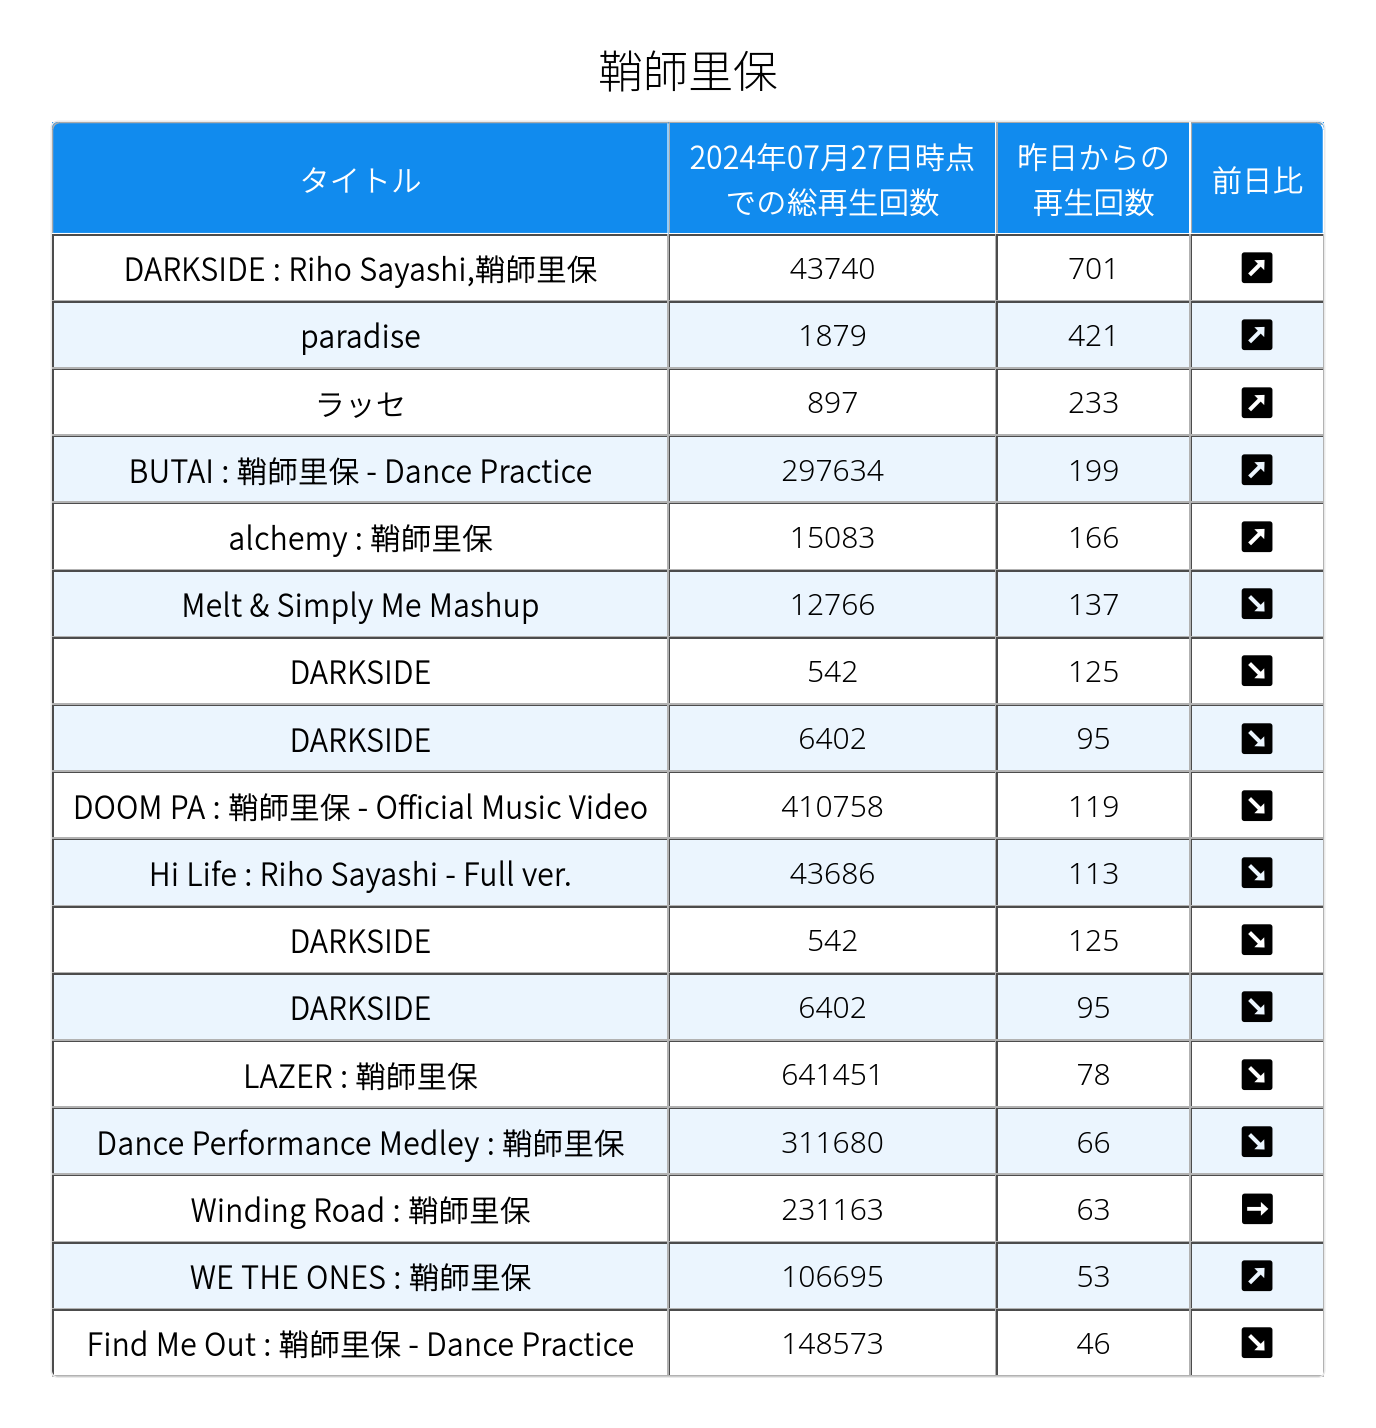 鞘師里保
タイトル 2024年07月27日時点 昨日からの 前日比
での総再生回数 再生回数
DARKSIDE : Riho Sayashi,鞘師里保 43740 701
paradise 1879 421
ラッセ 897 233
BUTAI : 鞘師里保 - Dance Practice 297634 199
alchemy : 鞘師里保 15083 166
Melt & Simply Me Mashup 12766 137
DARKSIDE 542 125
DARKSIDE 6402 95
DOOM PA : 鞘師里保 - Official Music Video 410758 119
Hi Life : Riho Sayashi - Full ver. 43686 113
DARKSIDE 542 125
DARKSIDE 6402 95
LAZER : 鞘師里保 641451 78
Dance Performance Medley : 鞘師里保 311680 66
Winding Road : 鞘師里保 231163 63
WE THE ONES : 鞘師里保 106695 53
Find Me Out : 鞘師里保 - Dance Practice 148573 46